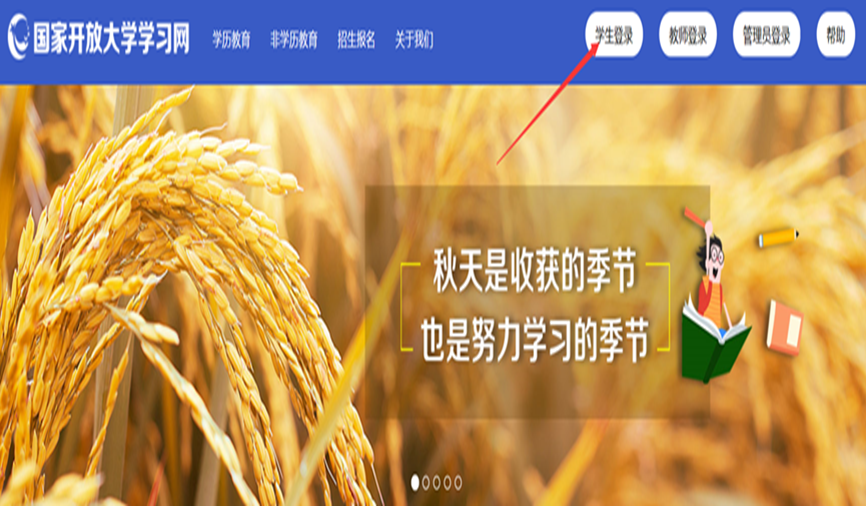 国家开放大学学习网 学历教育 非学历教育 招生报名 关于我们 学生登录 教师登录 管理员登录 帮助
秋天是收获的季节
也是努力学习的季节